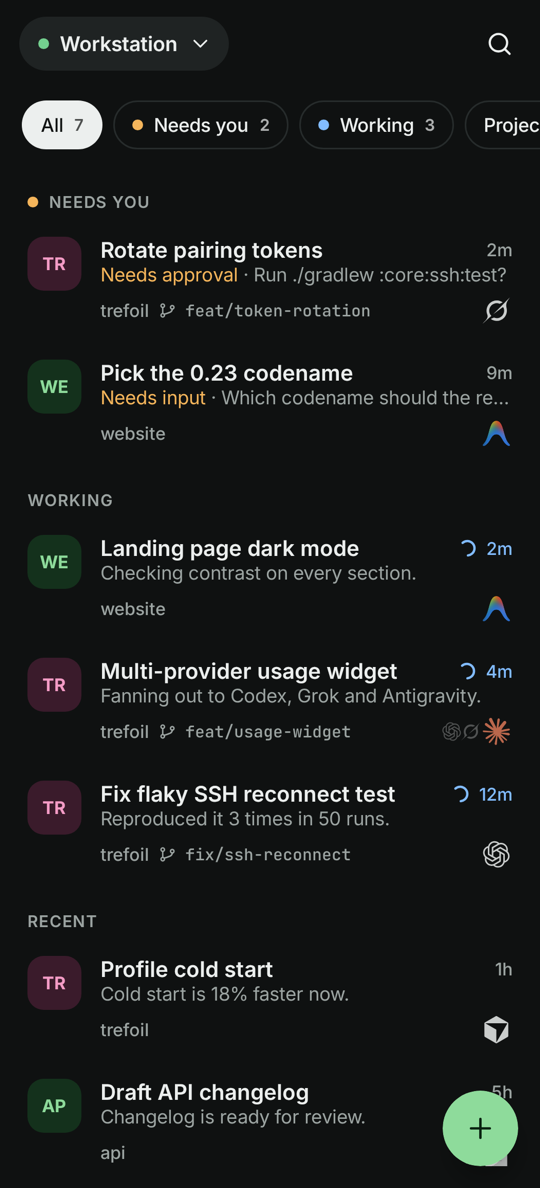 Workstation
All 7
Needs you 2
Working 3
Projec
NEEDS YOU
TR
Rotate pairing tokens 2m
Needs approval · Run ./gradlew :core:ssh:test?
trefoil feat/token-rotation
WE
Pick the 0.23 codename 9m
Needs input · Which codename should the re...
website
WORKING
WE
Landing page dark mode 2m
Checking contrast on every section.
website
TR
Multi-provider usage widget 4m
Fanning out to Codex, Grok and Antigravity.
trefoil feat/usage-widget
TR
Fix flaky SSH reconnect test 12m
Reproduced it 3 times in 50 runs.
trefoil fix/ssh-reconnect
RECENT
TR
Profile cold start 1h
Cold start is 18% faster now.
trefoil
AP
Draft API changelog 5h
Changelog is ready for review.
api